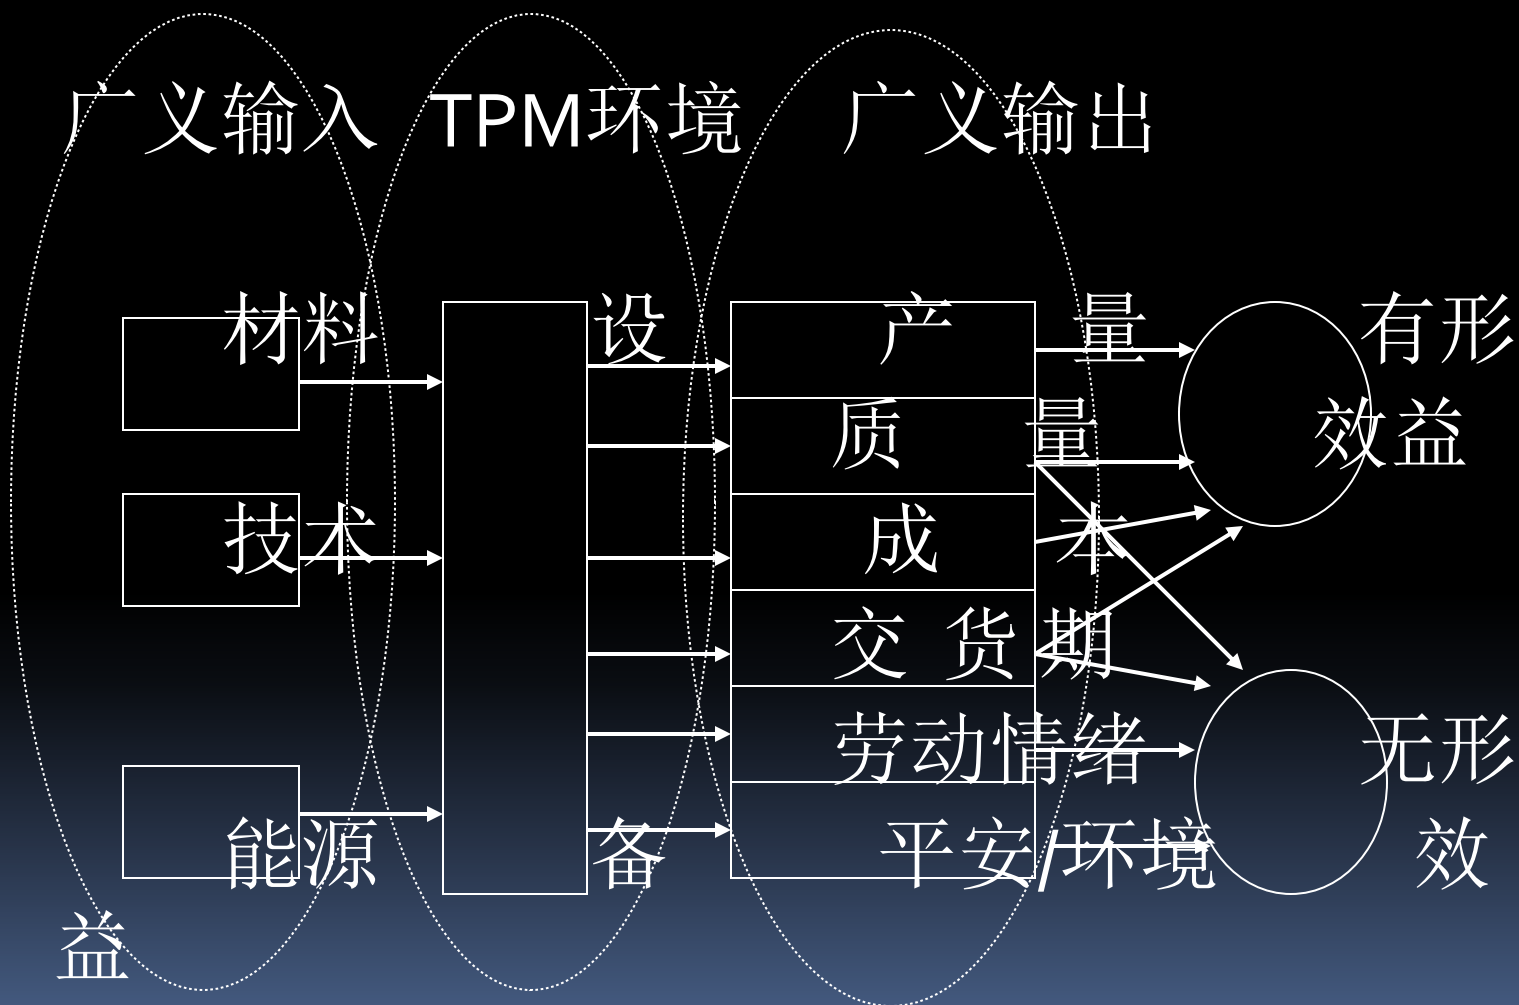 广义输入 TPM环境 广义输出
材料 设 产 量 有形
质 量 效益
技术 成 本
交 货 期
劳动情绪 无形
能源 备 平安/环境 效
益